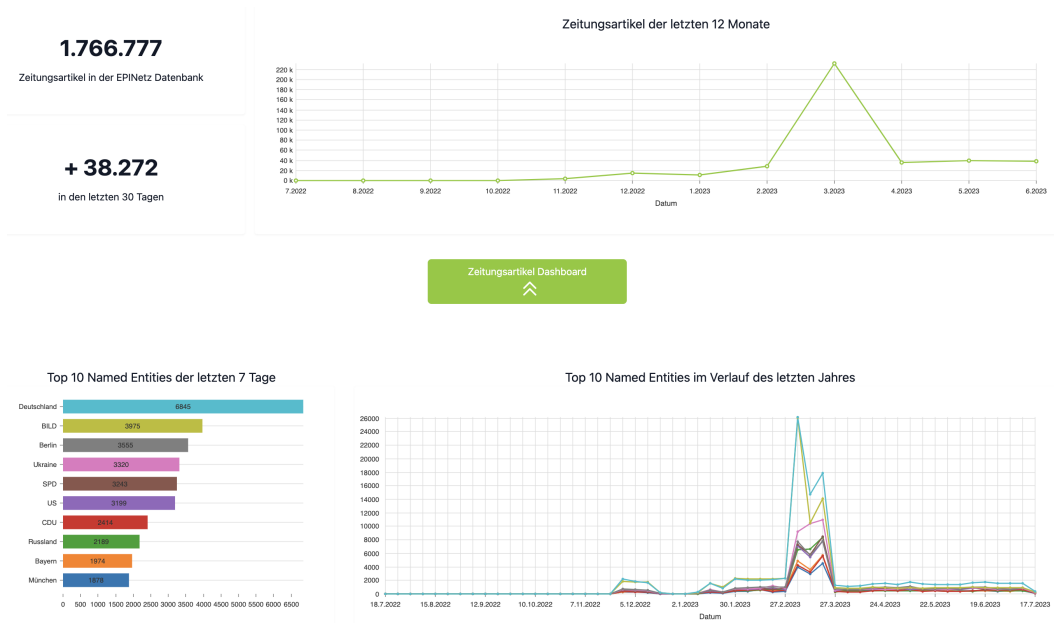 1.766.777
Zeitungsartikel in der EPINetz Datenbank
+ 38.272
in den letzten 30 Tagen
Zeitungsartikel der letzten 12 Monate
220 k
200 k
180 k
160 k
140 k
120 k
100 k
80 k
60 k
40 k
20 k
0 k
7.2022 8.2022 9.2022 10.2022 11.2022 12.2022 1.2023 2.2023 3.2023 4.2023 5.2023 6.2023
Datum
Zeitungsartikel Dashboard
Top 10 Named Entities der letzten 7 Tage
Deutschland 6845
BILD 3975
Berlin 3555
Ukraine 3320
SPD 3243
US 3199
CDU 2414
Russland 2189
Bayern 1974
München 1878
0 500 1000 1500 2000 2500 3000 3500 4000 4500 5000 5500 6000 6500
Top 10 Named Entities im Verlauf des letzten Jahres
26000
24000
22000
20000
18000
16000
14000
12000
10000
8000
6000
4000
2000
0
18.7.2022 15.8.2022 12.9.2022 10.10.2022 7.11.2022 5.12.2022 2.1.2023 30.1.2023 27.2.2023 27.3.2023 24.4.2023 22.5.2023 19.6.2023 17.7.2023
Datum